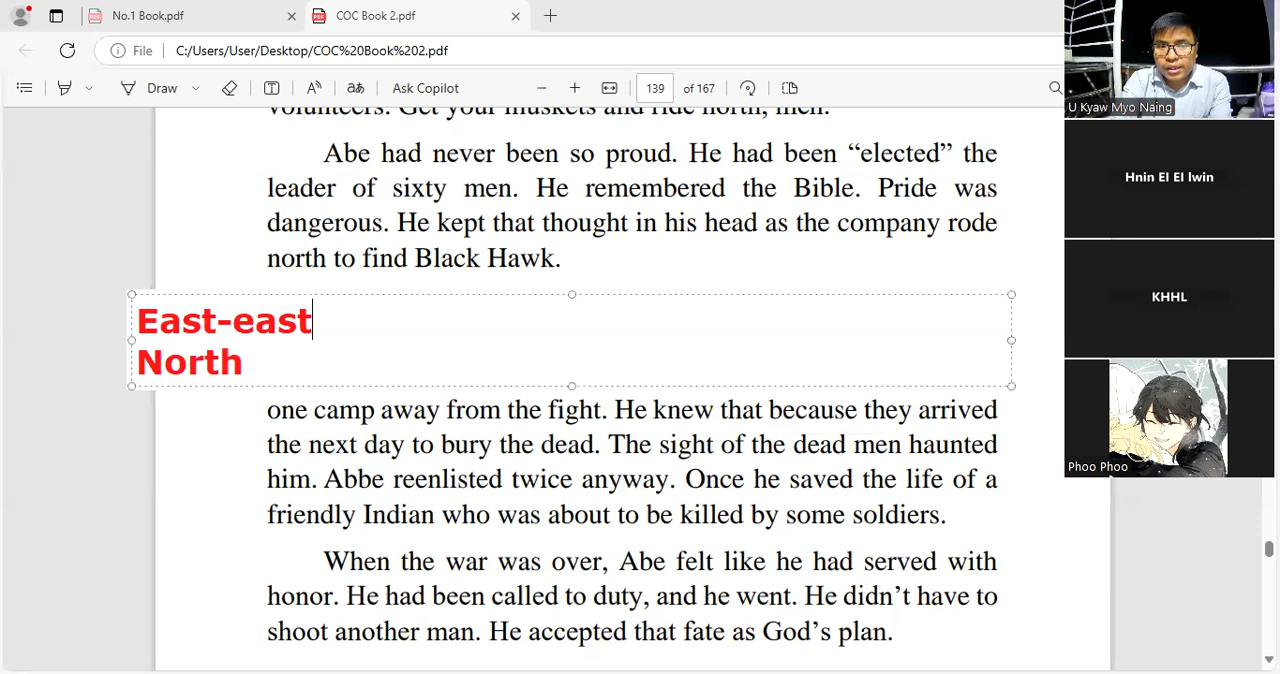 No.1 Book.pdf
COC Book 2.pdf
File
C:/Users/User/Desktop/COC%20Book%202.pdf
Draw
Ask Copilot
139 of 167
volunteers. Get your muskets and ride north, men.
Abe had never been so proud. He had been “elected” the
leader of sixty men. He remembered the Bible. Pride was
dangerous. He kept that thought in his head as the company rode
north to find Black Hawk.
East-east
North
one camp away from the fight. He knew that because they arrived
the next day to bury the dead. The sight of the dead men haunted
him. Abbe reenlisted twice anyway. Once he saved the life of a
friendly Indian who was about to be killed by some soldiers.
When the war was over, Abe felt like he had served with
honor. He had been called to duty, and he went. He didn’t have to
shoot another man. He accepted that fate as God’s plan.
U Kyaw Myo Naing
Hnin EI EI lwin
KHHL
Phoo Phoo